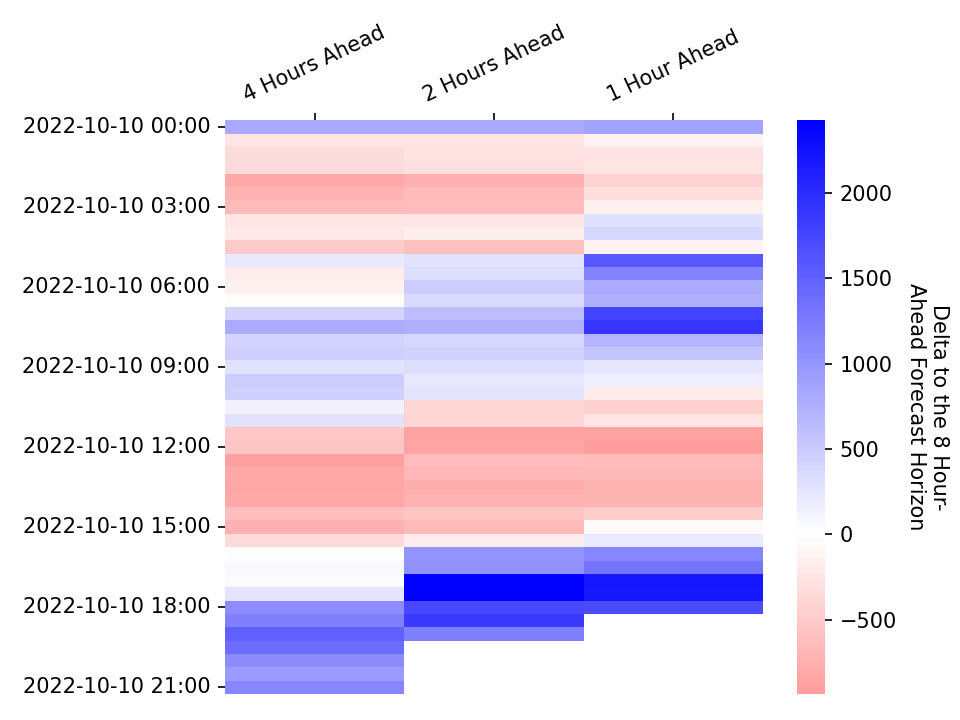 4 Hours Ahead
2 Hours Ahead
1 Hour Ahead
2022-10-10 00:00
2022-10-10 03:00
2022-10-10 06:00
2022-10-10 09:00
2022-10-10 12:00
2022-10-10 15:00
2022-10-10 18:00
2022-10-10 21:00
2000
1500
1000
500
0
−500
Delta to the 8 Hour-
Ahead Forecast Horizon